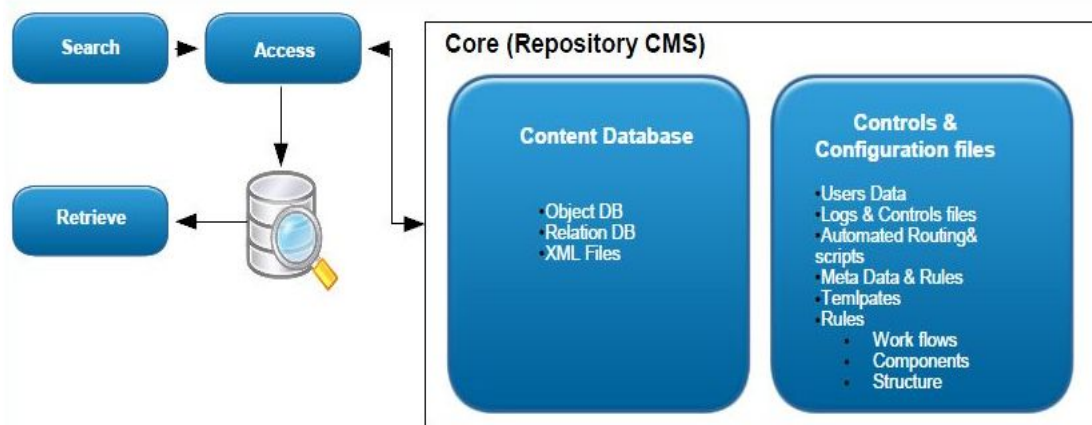 Search
Access
Retrieve
Core (Repository CMS)
Content Database
•Object DB
•Relation DB
•XML Files
Controls &
Configuration files
•Users Data
•Logs & Controls files
•Automated Routing&
scripts
•Meta Data & Rules
•Temlpates
•Rules
• Work flows
• Components
• Structure